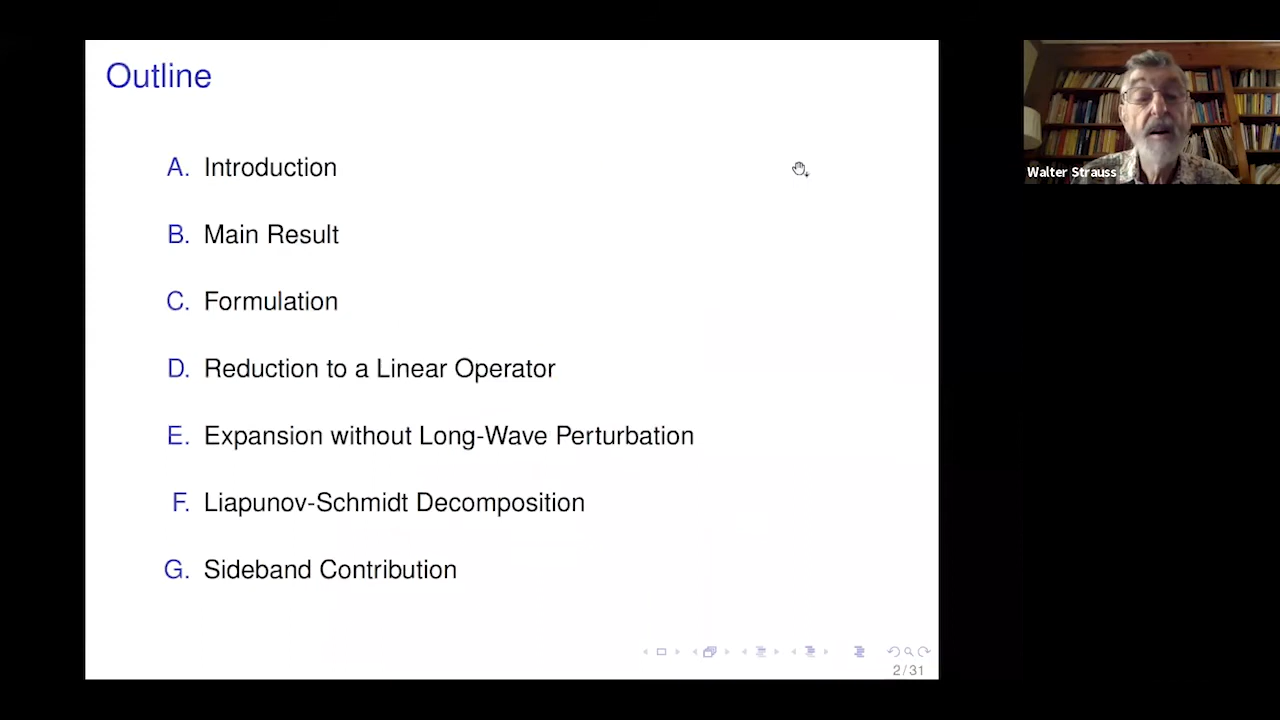 Outline
A. Introduction
B. Main Result
C. Formulation
D. Reduction to a Linear Operator
E. Expansion without Long-Wave Perturbation
F. Liapunov-Schmidt Decomposition
G. Sideband Contribution
2/31
Walter Strauss